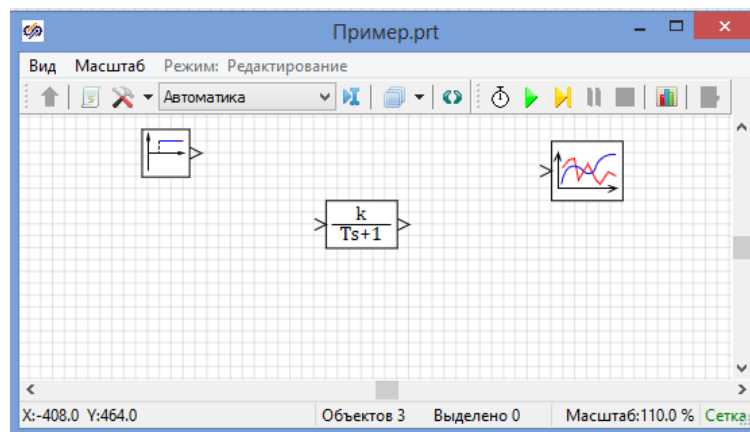 Пример.prt
Вид Масштаб Режим: Редактирование
Автоматика
k
Ts+1
X:-408.0 Y:464.0 Объектов 3 Выделено 0 Масштаб:110.0 % Сетка